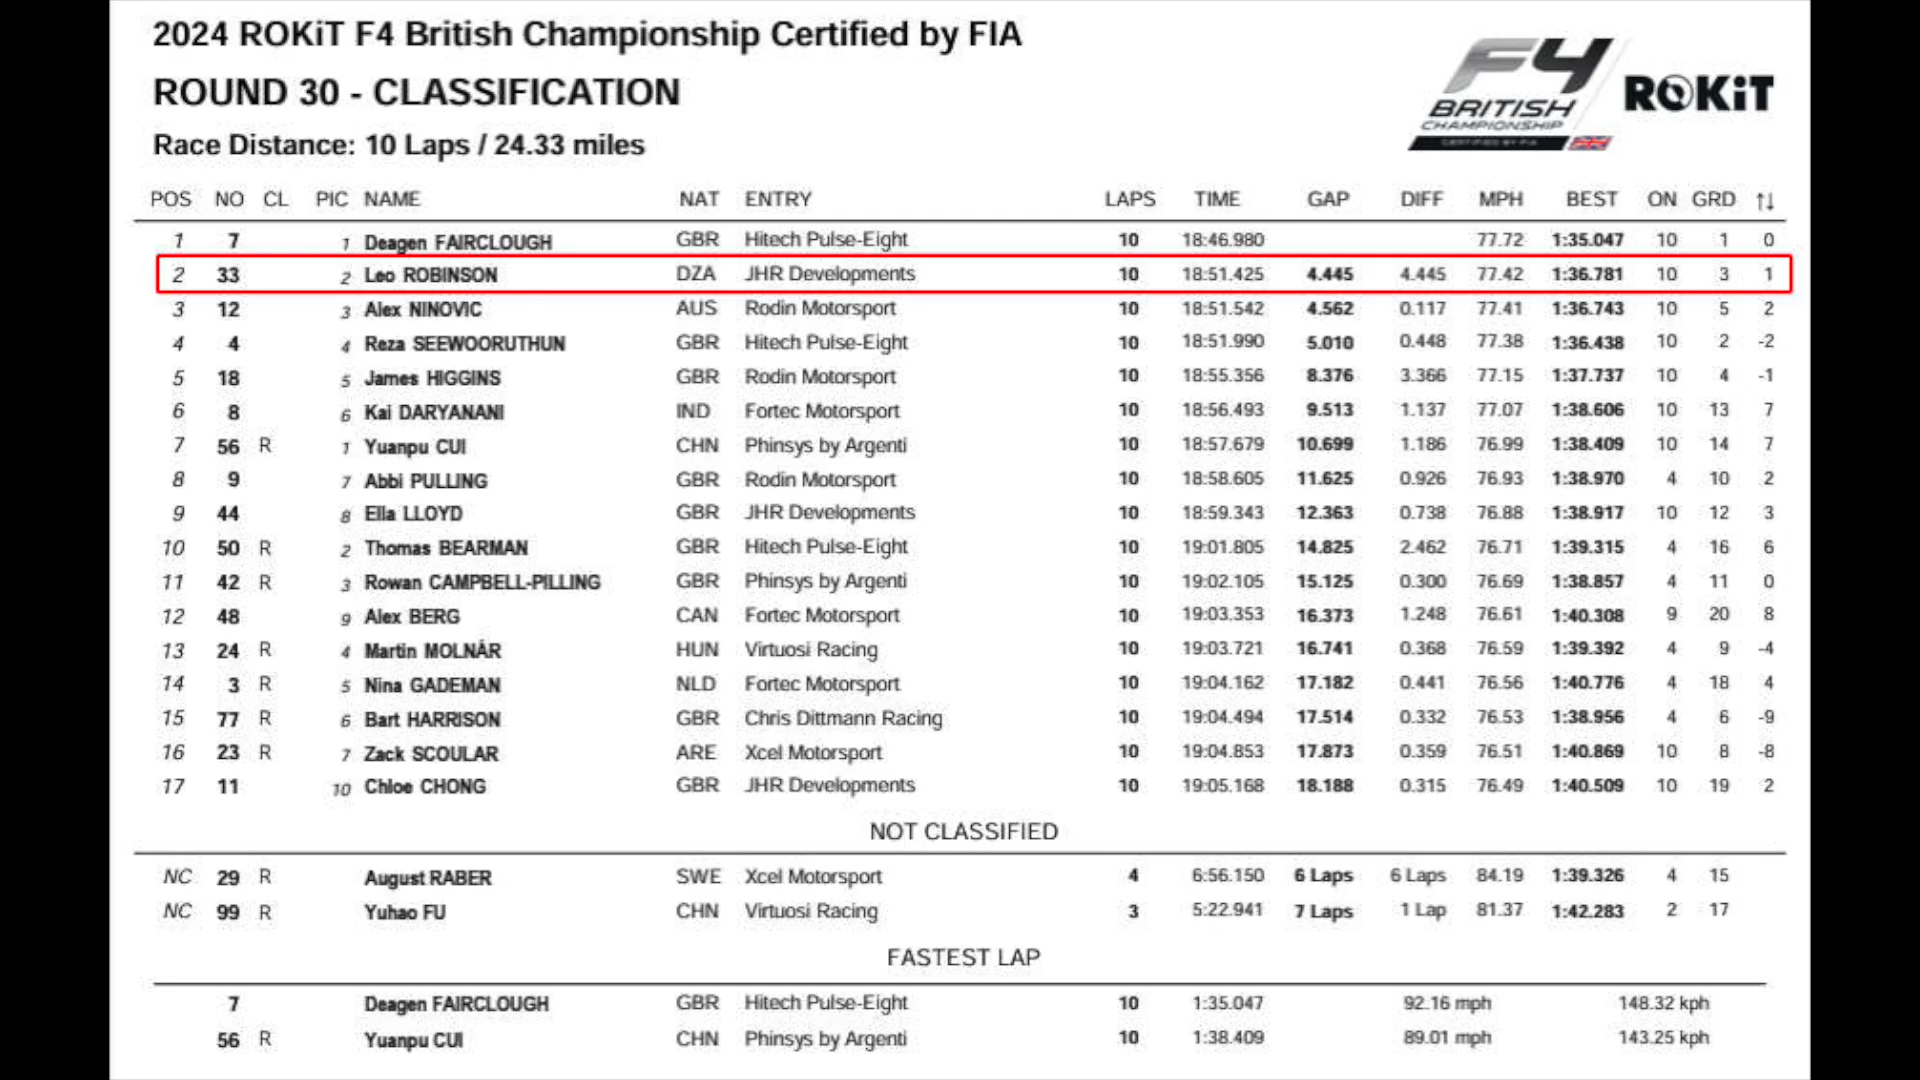 2024 ROKiT F4 British Championship Certified by FIA
ROUND 30 - CLASSIFICATION
Race Distance: 10 Laps / 24.33 miles
F4
BRITISH
CHAMPIONSHIP
CERTIFIED BY FIA
ROKiT
POS NO CL PIC NAME NAT ENTRY LAPS TIME GAP DIFF MPH BEST ON GRD ↑↓
1 7 1 Deagen FAIRCLOUGH GBR Hitech Pulse-Eight 10 18:46.980 77.72 1:35.047 10 1 0
2 33 2 Leo ROBINSON DZA JHR Developments 10 18:51.425 4.445 4.445 77.42 1:36.781 10 3 1
3 12 3 Alex NINOVIC AUS Rodin Motorsport 10 18:51.542 4.562 0.117 77.41 1:36.743 10 5 2
4 4 4 Reza SEEWOORUTHUN GBR Hitech Pulse-Eight 10 18:51.990 5.010 0.448 77.38 1:36.438 10 2 -2
5 18 5 James HIGGINS GBR Rodin Motorsport 10 18:55.356 8.376 3.366 77.15 1:37.737 10 4 -1
6 8 6 Kai DARYANANI IND Fortec Motorsport 10 18:56.493 9.513 1.137 77.07 1:38.606 10 13 7
7 56 R 1 Yuanpu CUI CHN Phinsys by Argenti 10 18:57.679 10.699 1.186 76.99 1:38.409 10 14 7
8 9 7 Abbi PULLING GBR Rodin Motorsport 10 18:58.605 11.625 0.926 76.93 1:38.970 4 10 2
9 44 8 Ella LLOYD GBR JHR Developments 10 18:59.343 12.363 0.738 76.88 1:38.917 10 12 3
10 50 R 2 Thomas BEARMAN GBR Hitech Pulse-Eight 10 19:01.805 14.825 2.462 76.71 1:39.315 4 16 6
11 42 R 3 Rowan CAMPBELL-PILLING GBR Phinsys by Argenti 10 19:02.105 15.125 0.300 76.69 1:38.857 4 11 0
12 48 9 Alex BERG CAN Fortec Motorsport 10 19:03.353 16.373 1.248 76.61 1:40.308 9 20 8
13 24 R 4 Martin MOLNÁR HUN Virtuosi Racing 10 19:03.721 16.741 0.368 76.59 1:39.392 4 9 -4
14 3 R 5 Nina GADEMAN NLD Fortec Motorsport 10 19:04.162 17.182 0.441 76.56 1:40.776 4 18 4
15 77 R 6 Bart HARRISON GBR Chris Dittmann Racing 10 19:04.494 17.514 0.332 76.53 1:38.956 4 6 -9
16 23 R 7 Zack SCOULAR ARE Xcel Motorsport 10 19:04.853 17.873 0.359 76.51 1:40.869 10 8 -8
17 11 10 Chloe CHONG GBR JHR Developments 10 19:05.168 18.188 0.315 76.49 1:40.509 10 19 2
NOT CLASSIFIED
NC 29 R August RABER SWE Xcel Motorsport 4 6:56.150 6 Laps 6 Laps 84.19 1:39.326 4 15
NC 99 R Yuhao FU CHN Virtuosi Racing 3 5:22.941 7 Laps 1 Lap 81.37 1:42.283 2 17
FASTEST LAP
7 Deagen FAIRCLOUGH GBR Hitech Pulse-Eight 10 1:35.047 92.16 mph 148.32 kph
56 R Yuanpu CUI CHN Phinsys by Argenti 10 1:38.409 89.01 mph 143.25 kph